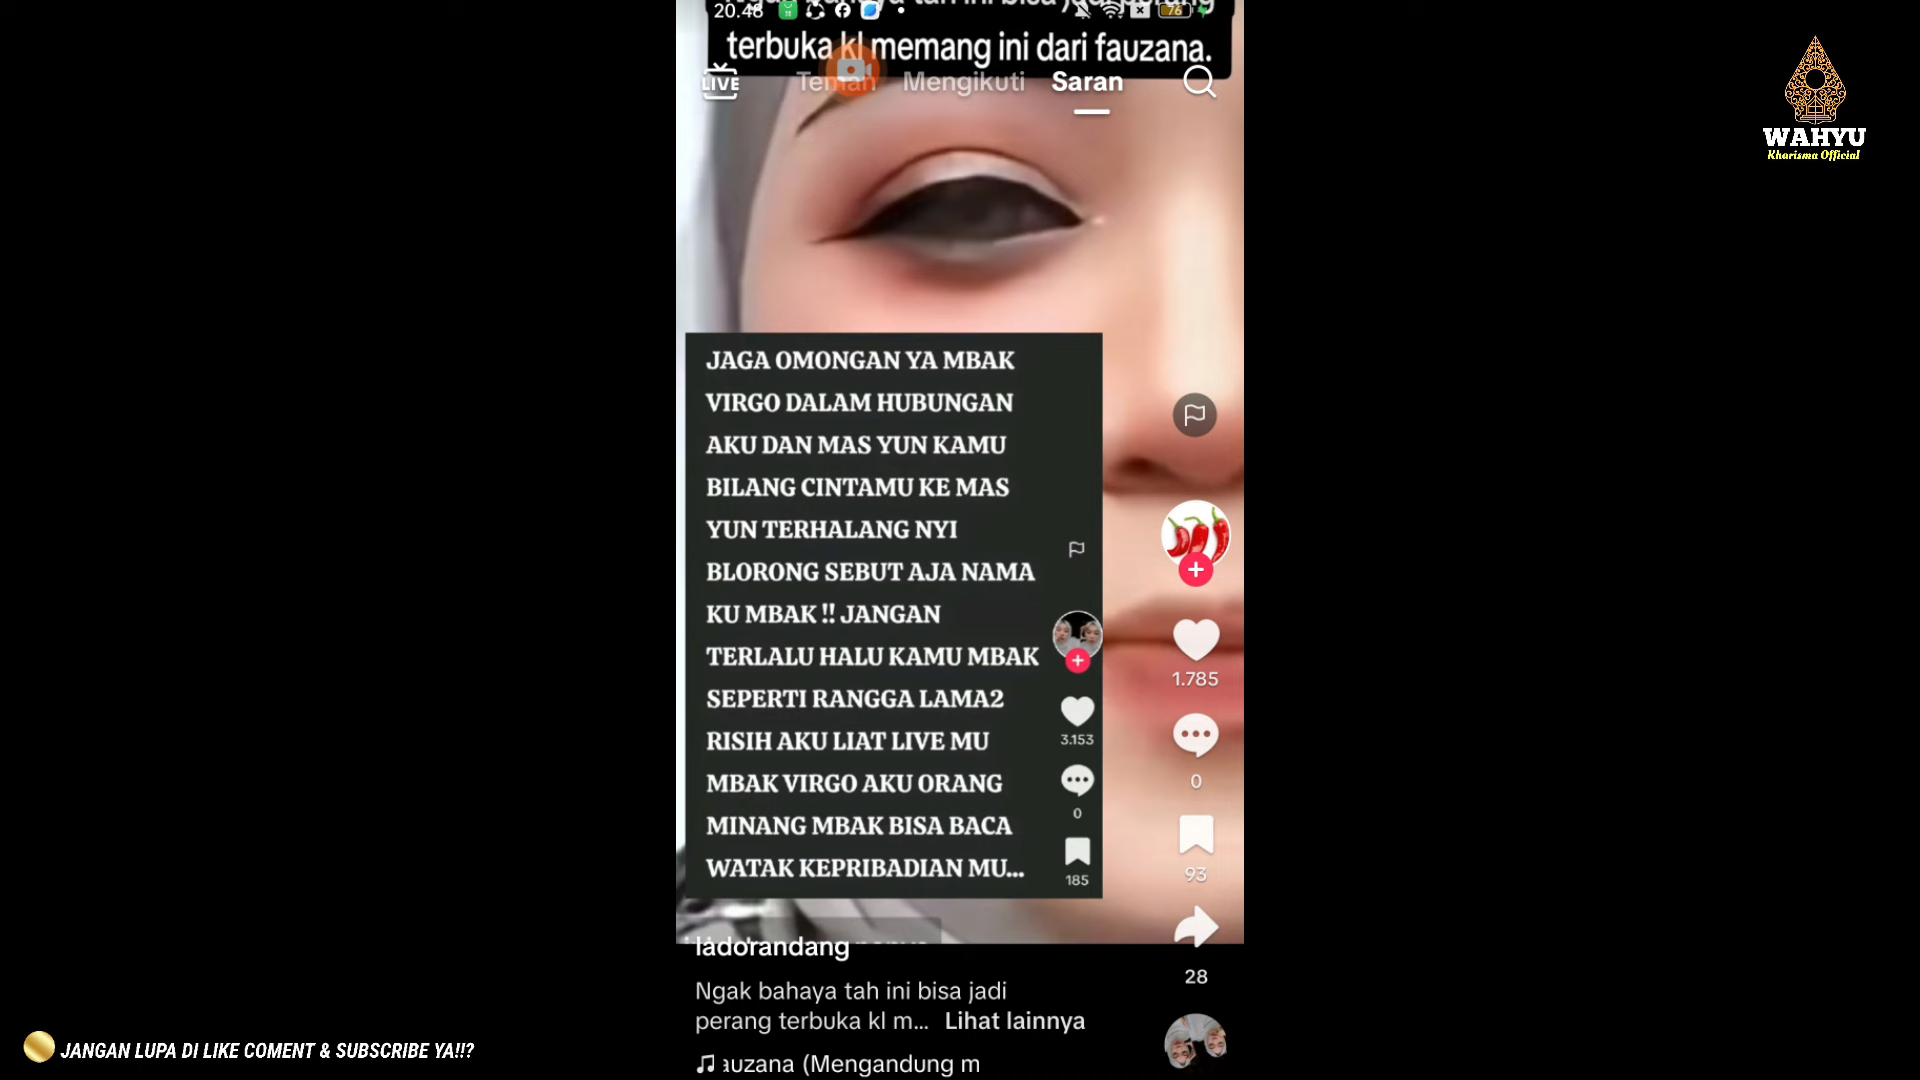 20.48
76
terbuka kl memang ini dari fauzana.
LIVE
Teman Mengikuti Saran
WAHYU
Kharisma Official
JAGA OMONGAN YA MBAK
VIRGO DALAM HUBUNGAN
AKU DAN MAS YUN KAMU
BILANG CINTAMU KE MAS
YUN TERHALANG NYI
BLORONG SEBUT AJA NAMA
KU MBAK !! JANGAN
TERLALU HALU KAMU MBAK
SEPERTI RANGGA LAMA2
RISIH AKU LIAT LIVE MU
MBAK VIRGO AKU ORANG
MINANG MBAK BISA BACA
WATAK KEPRIBADIAN MU...
3.153
0
185
1.785
0
93
28
ladorandang
Ngak bahaya tah ini bisa jadi
perang terbuka kl m... Lihat lainnya
auzana (Mengandung m
JANGAN LUPA DI LIKE COMENT & SUBSCRIBE YA!!?